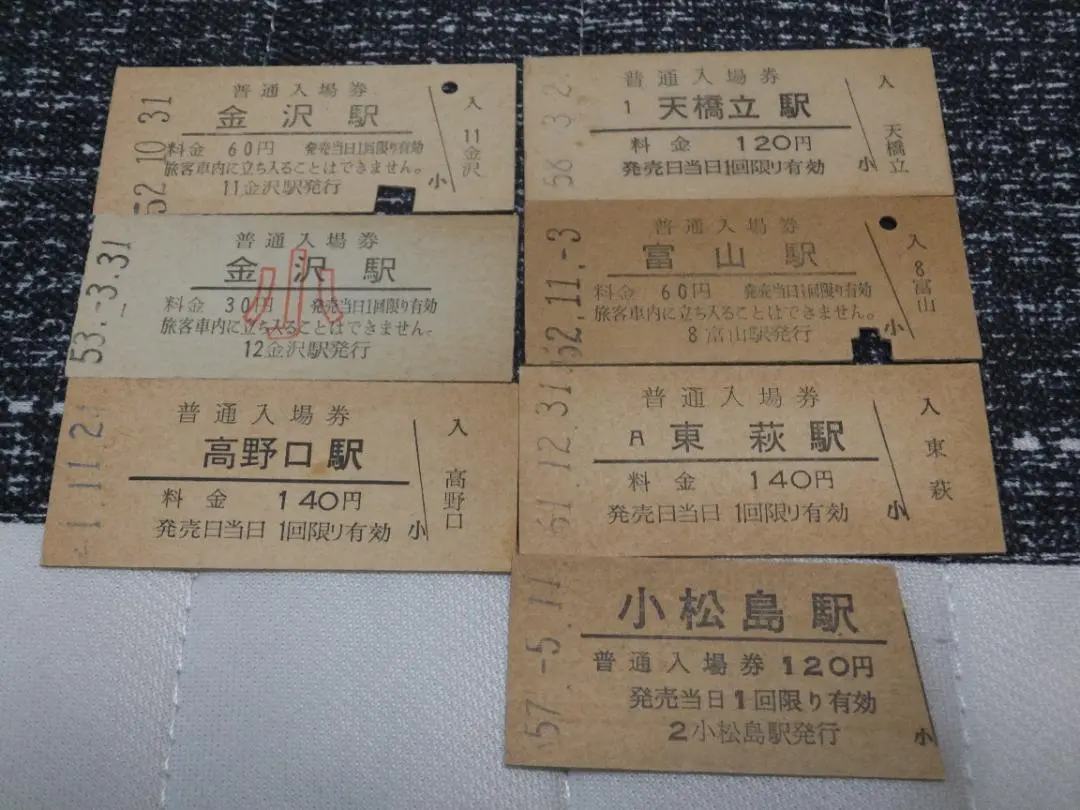 52.10.31
普通入場券
金沢駅
料金 60円 発売当日1回限り有効
旅客車内に立ち入ることはできません。
11金沢駅発行
小
入
11金沢
普通入場券
1 天橋立駅
料金 120円
発売日当日1回限り有効
小
入
天橋立
53.-3.31
普通入場券
金沢駅
小
料金 30円 発売当日1回限り有効
旅客車内に立ち入ることはできません。
12金沢駅発行
52.11.-3
普通入場券
富山駅
料金 60円 発売当日1回限り有効
旅客車内に立ち入ることはできません。
8富山駅発行
小
入
8富山
普通入場券
高野口駅
料金 140円
発売日当日1回限り有効
小
入
高野口
61.12.31
普通入場券
R 東萩駅
料金 140円
発売日当日1回限り有効
小
入
東萩
57.-5.11
小松島駅
普通入場券 120円
発売当日1回限り有効
2小松島駅発行
小